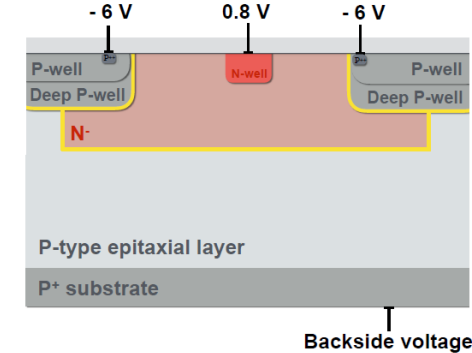 - 6 V
0.8 V
- 6 V
P++
P++
P-well
N-well
P-well
Deep P-well
Deep P-well
N-
P-type epitaxial layer
P+ substrate
Backside voltage